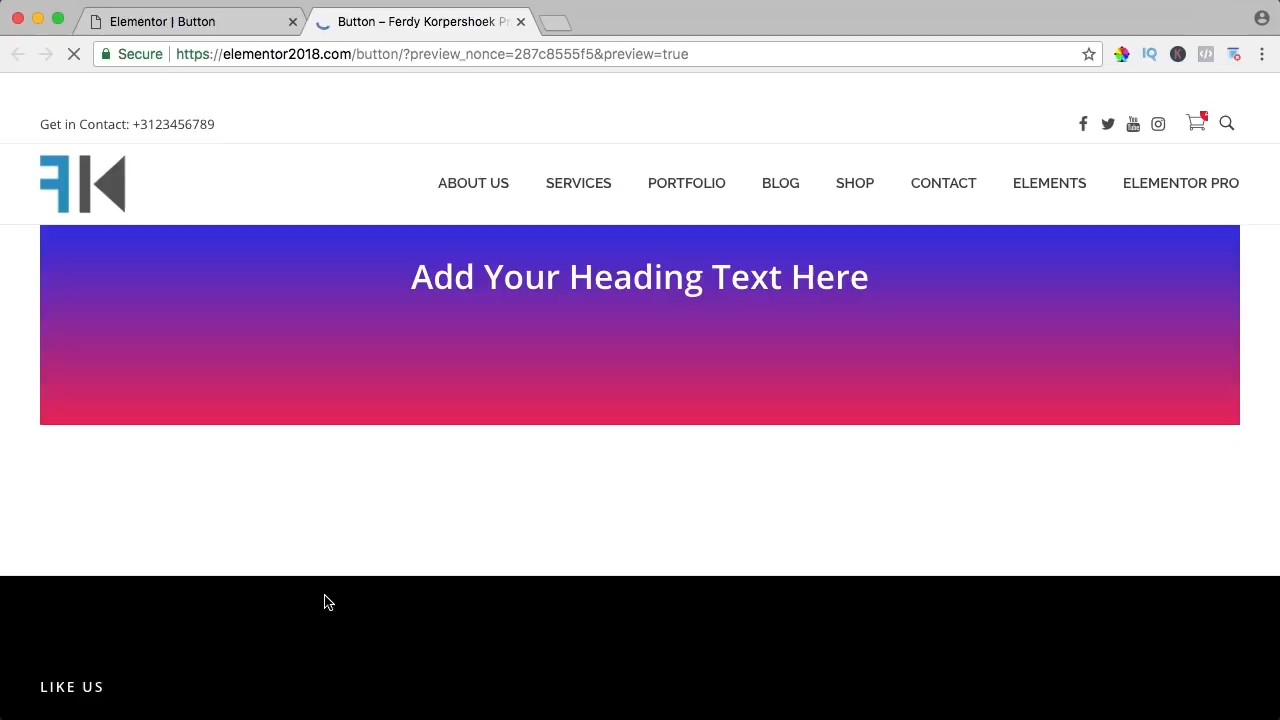 Elementor | Button
Button – Ferdy Korpershoek Pr
Secure
https://elementor2018.com/button/?preview_nonce=287c8555f5&preview=true
Get in Contact: +3123456789
ABOUT US
SERVICES
PORTFOLIO
BLOG
SHOP
CONTACT
ELEMENTS
ELEMENTOR PRO
Add Your Heading Text Here
LIKE US